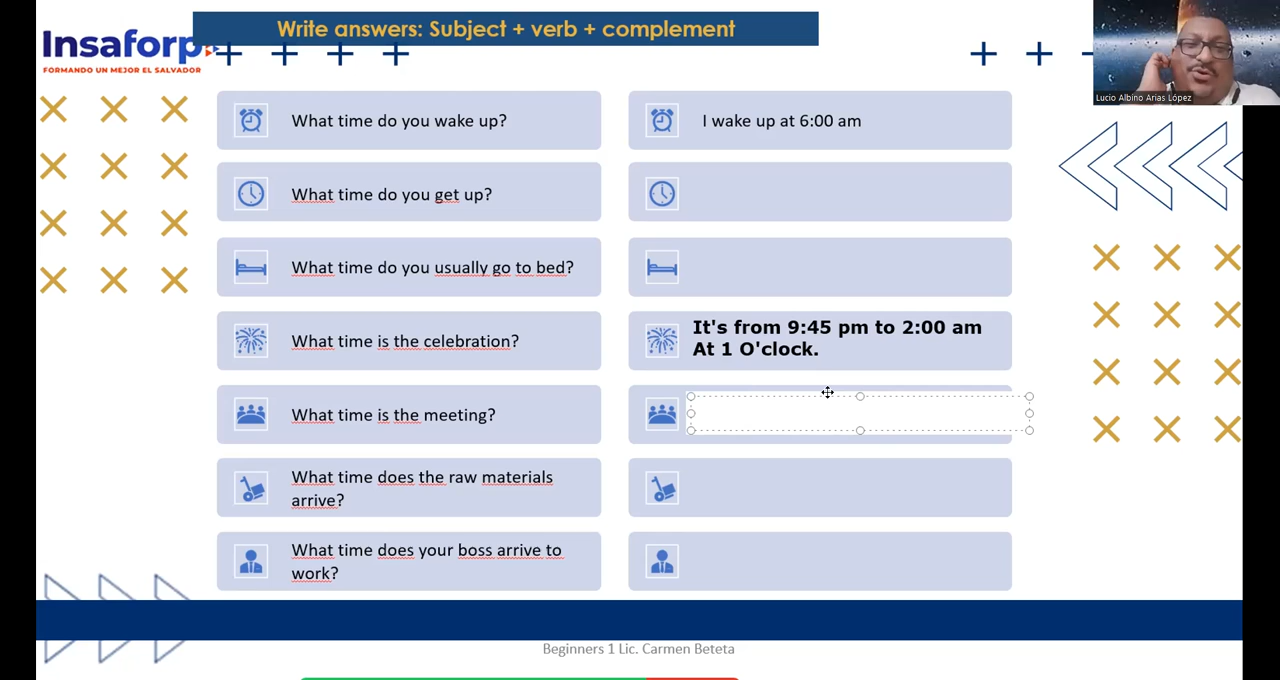 Write answers: Subject + verb + complement
Insaforp
FORMANDO UN MEJOR EL SALVADOR
Lucio Albino Arias López
What time do you wake up?
I wake up at 6:00 am
What time do you get up?
What time do you usually go to bed?
What time is the celebration?
It's from 9:45 pm to 2:00 am
At 1 O'clock.
What time is the meeting?
What time does the raw materials
arrive?
What time does your boss arrive to
work?
Beginners 1 Lic. Carmen Beteta